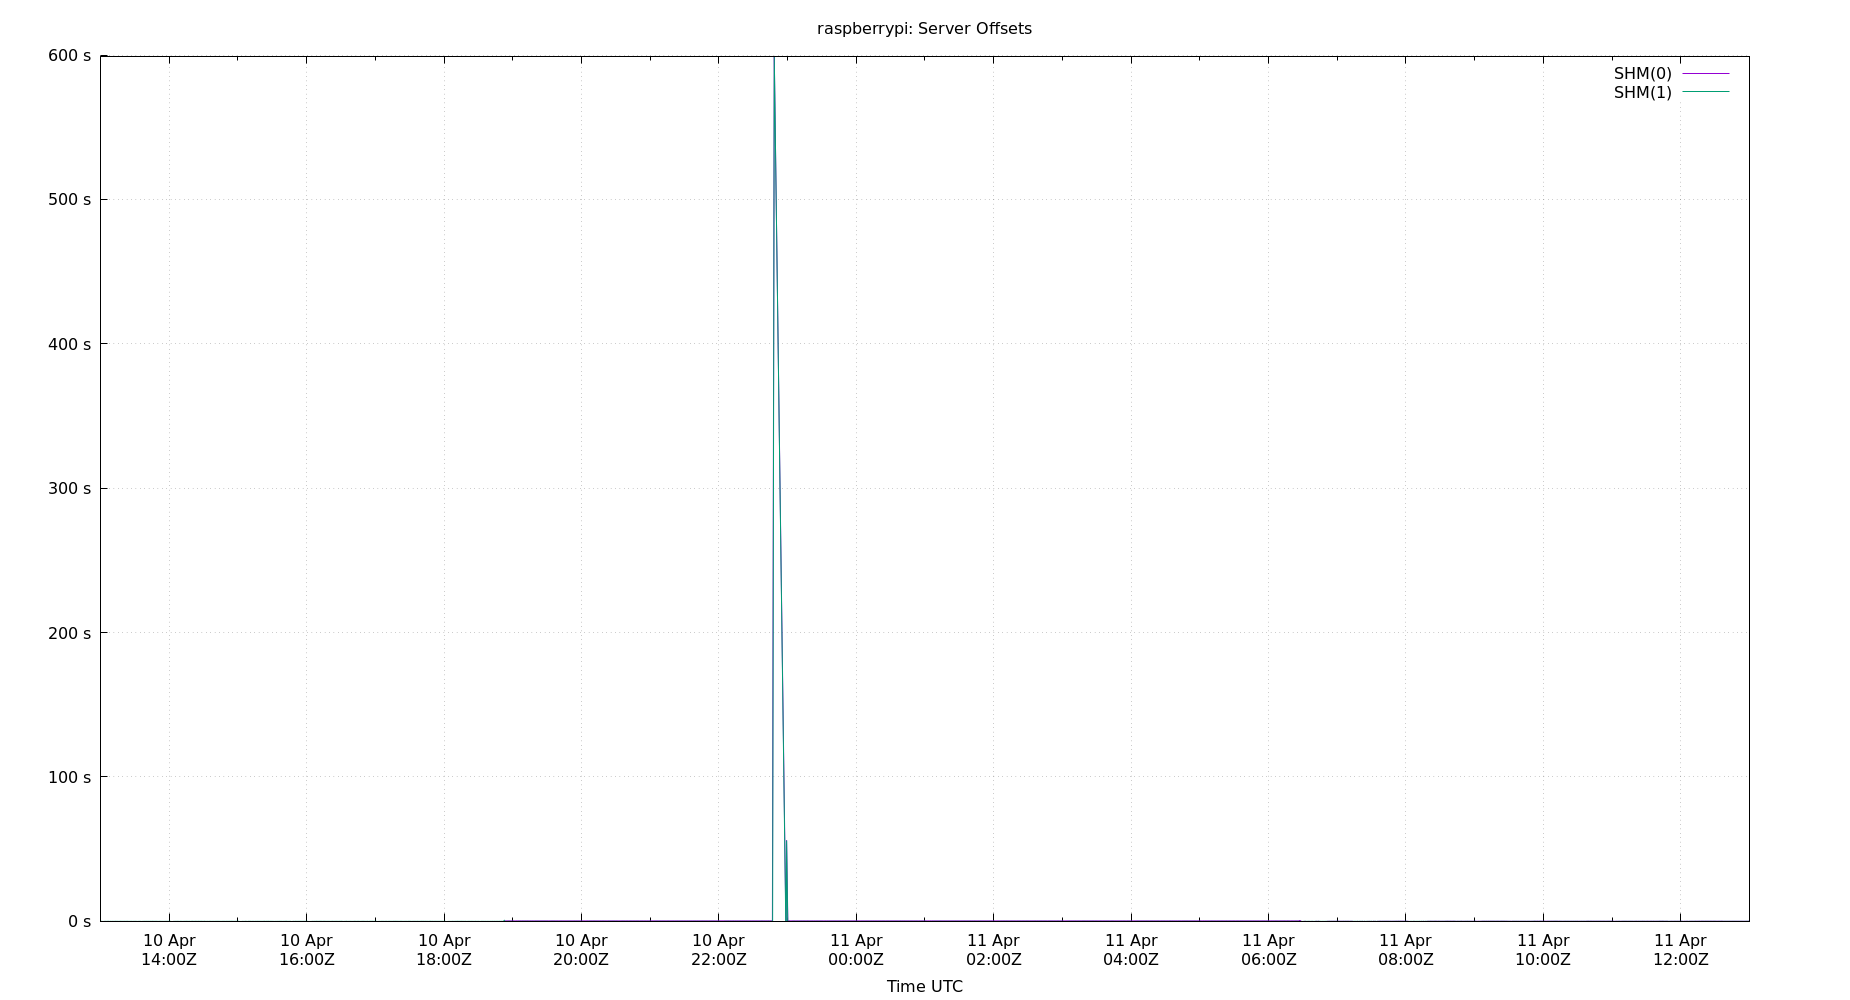 raspberrypi: Server Offsets
600 s
500 s
400 s
300 s
200 s
100 s
0 s
SHM(0)
SHM(1)
10 Apr 10 Apr 10 Apr 10 Apr 10 Apr 11 Apr 11 Apr 11 Apr 11 Apr 11 Apr 11 Apr 11 Apr
14:00Z 16:00Z 18:00Z 20:00Z 22:00Z 00:00Z 02:00Z 04:00Z 06:00Z 08:00Z 10:00Z 12:00Z
Time UTC